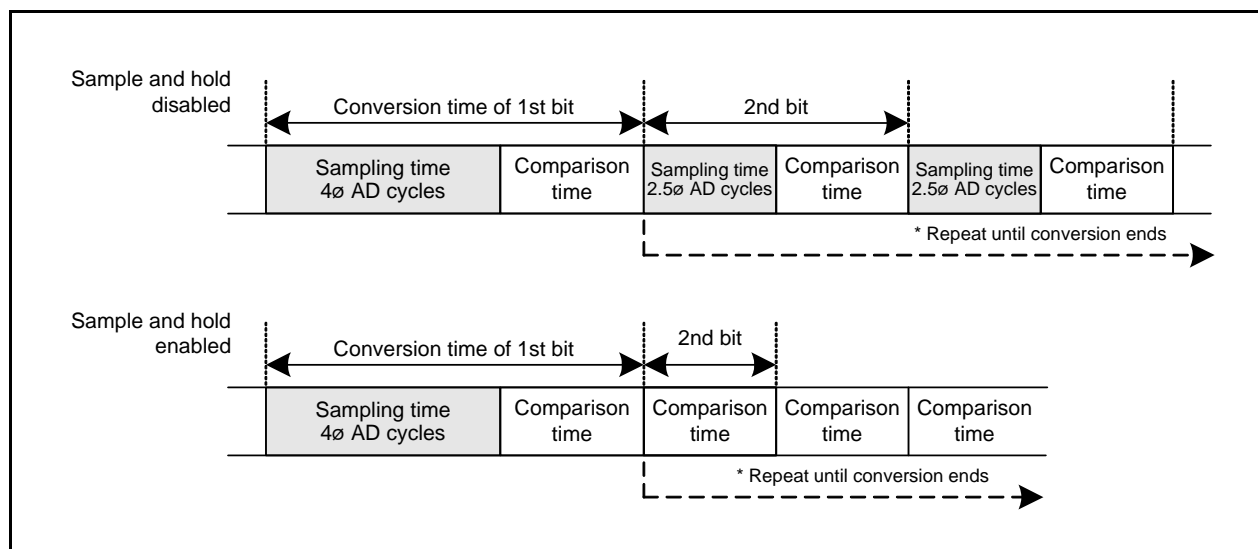 Sample and hold
disabled
Conversion time of 1st bit
2nd bit
Sampling time
4ø AD cycles
Comparison
time
Sampling time
2.5ø AD cycles
Comparison
time
Sampling time
2.5ø AD cycles
Comparison
time
* Repeat until conversion ends
Sample and hold
enabled
Conversion time of 1st bit
2nd bit
Sampling time
4ø AD cycles
Comparison
time
Comparison
time
Comparison
time
Comparison
time
* Repeat until conversion ends